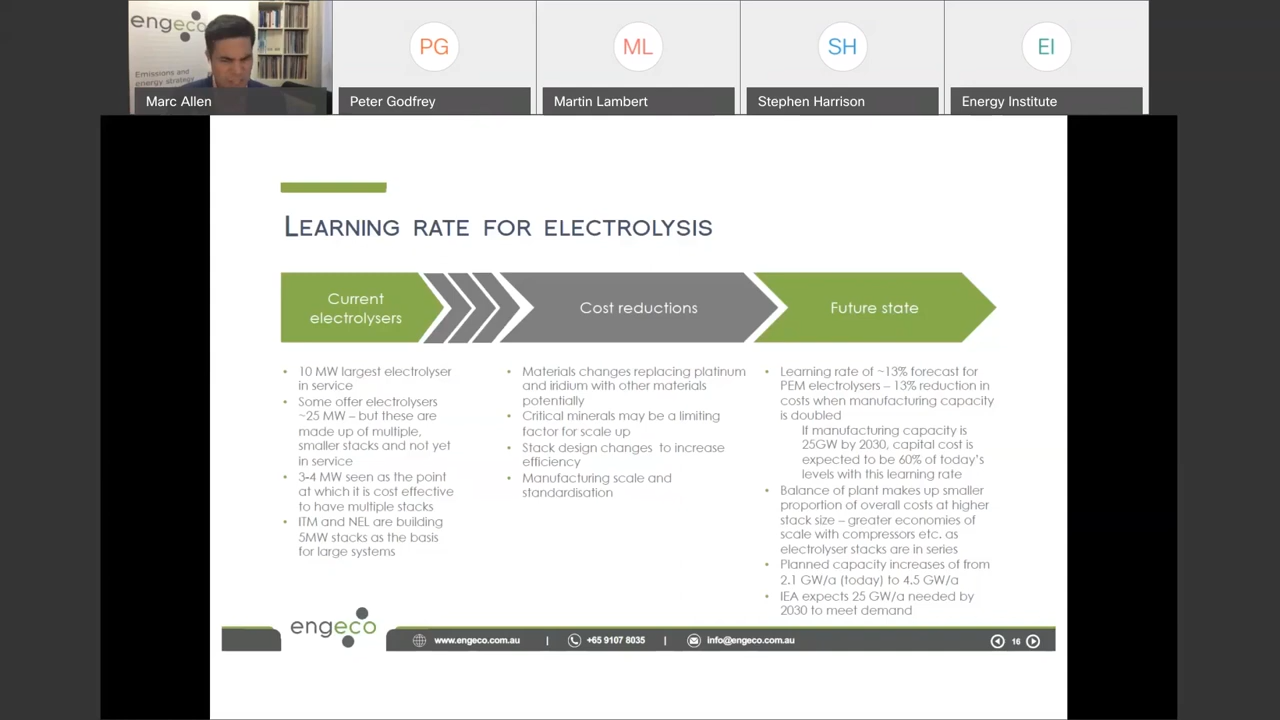 engeco
Emissions and
energy strategy
Marc Allen
PG
Peter Godfrey
ML
Martin Lambert
SH
Stephen Harrison
EI
Energy Institute
LEARNING RATE FOR ELECTROLYSIS
Current
electrolysers
Cost reductions
Future state
• 10 MW largest electrolyser
in service
• Some offer electrolysers
~25 MW – but these are
made up of multiple,
smaller stacks and not yet
in service
• 3-4 MW seen as the point
at which it is cost effective
to have multiple stacks
• ITM and NEL are building
5MW stacks as the basis
for large systems
• Materials changes replacing platinum
and iridium with other materials
potentially
• Critical minerals may be a limiting
factor for scale up
• Stack design changes to increase
efficiency
• Manufacturing scale and
standardisation
• Learning rate of ~13% forecast for
PEM electrolysers – 13% reduction in
costs when manufacturing capacity
is doubled
If manufacturing capacity is
25GW by 2030, capital cost is
expected to be 60% of today's
levels with this learning rate
• Balance of plant makes up smaller
proportion of overall costs at higher
stack size – greater economies of
scale with compressors etc. as
electrolyser stacks are in series
• Planned capacity increases of from
2.1 GW/a (today) to 4.5 GW/a
• IEA expects 25 GW/a needed by
2030 to meet demand
engeco
www.engeco.com.au | +65 9107 8035 | info@engeco.com.au
16